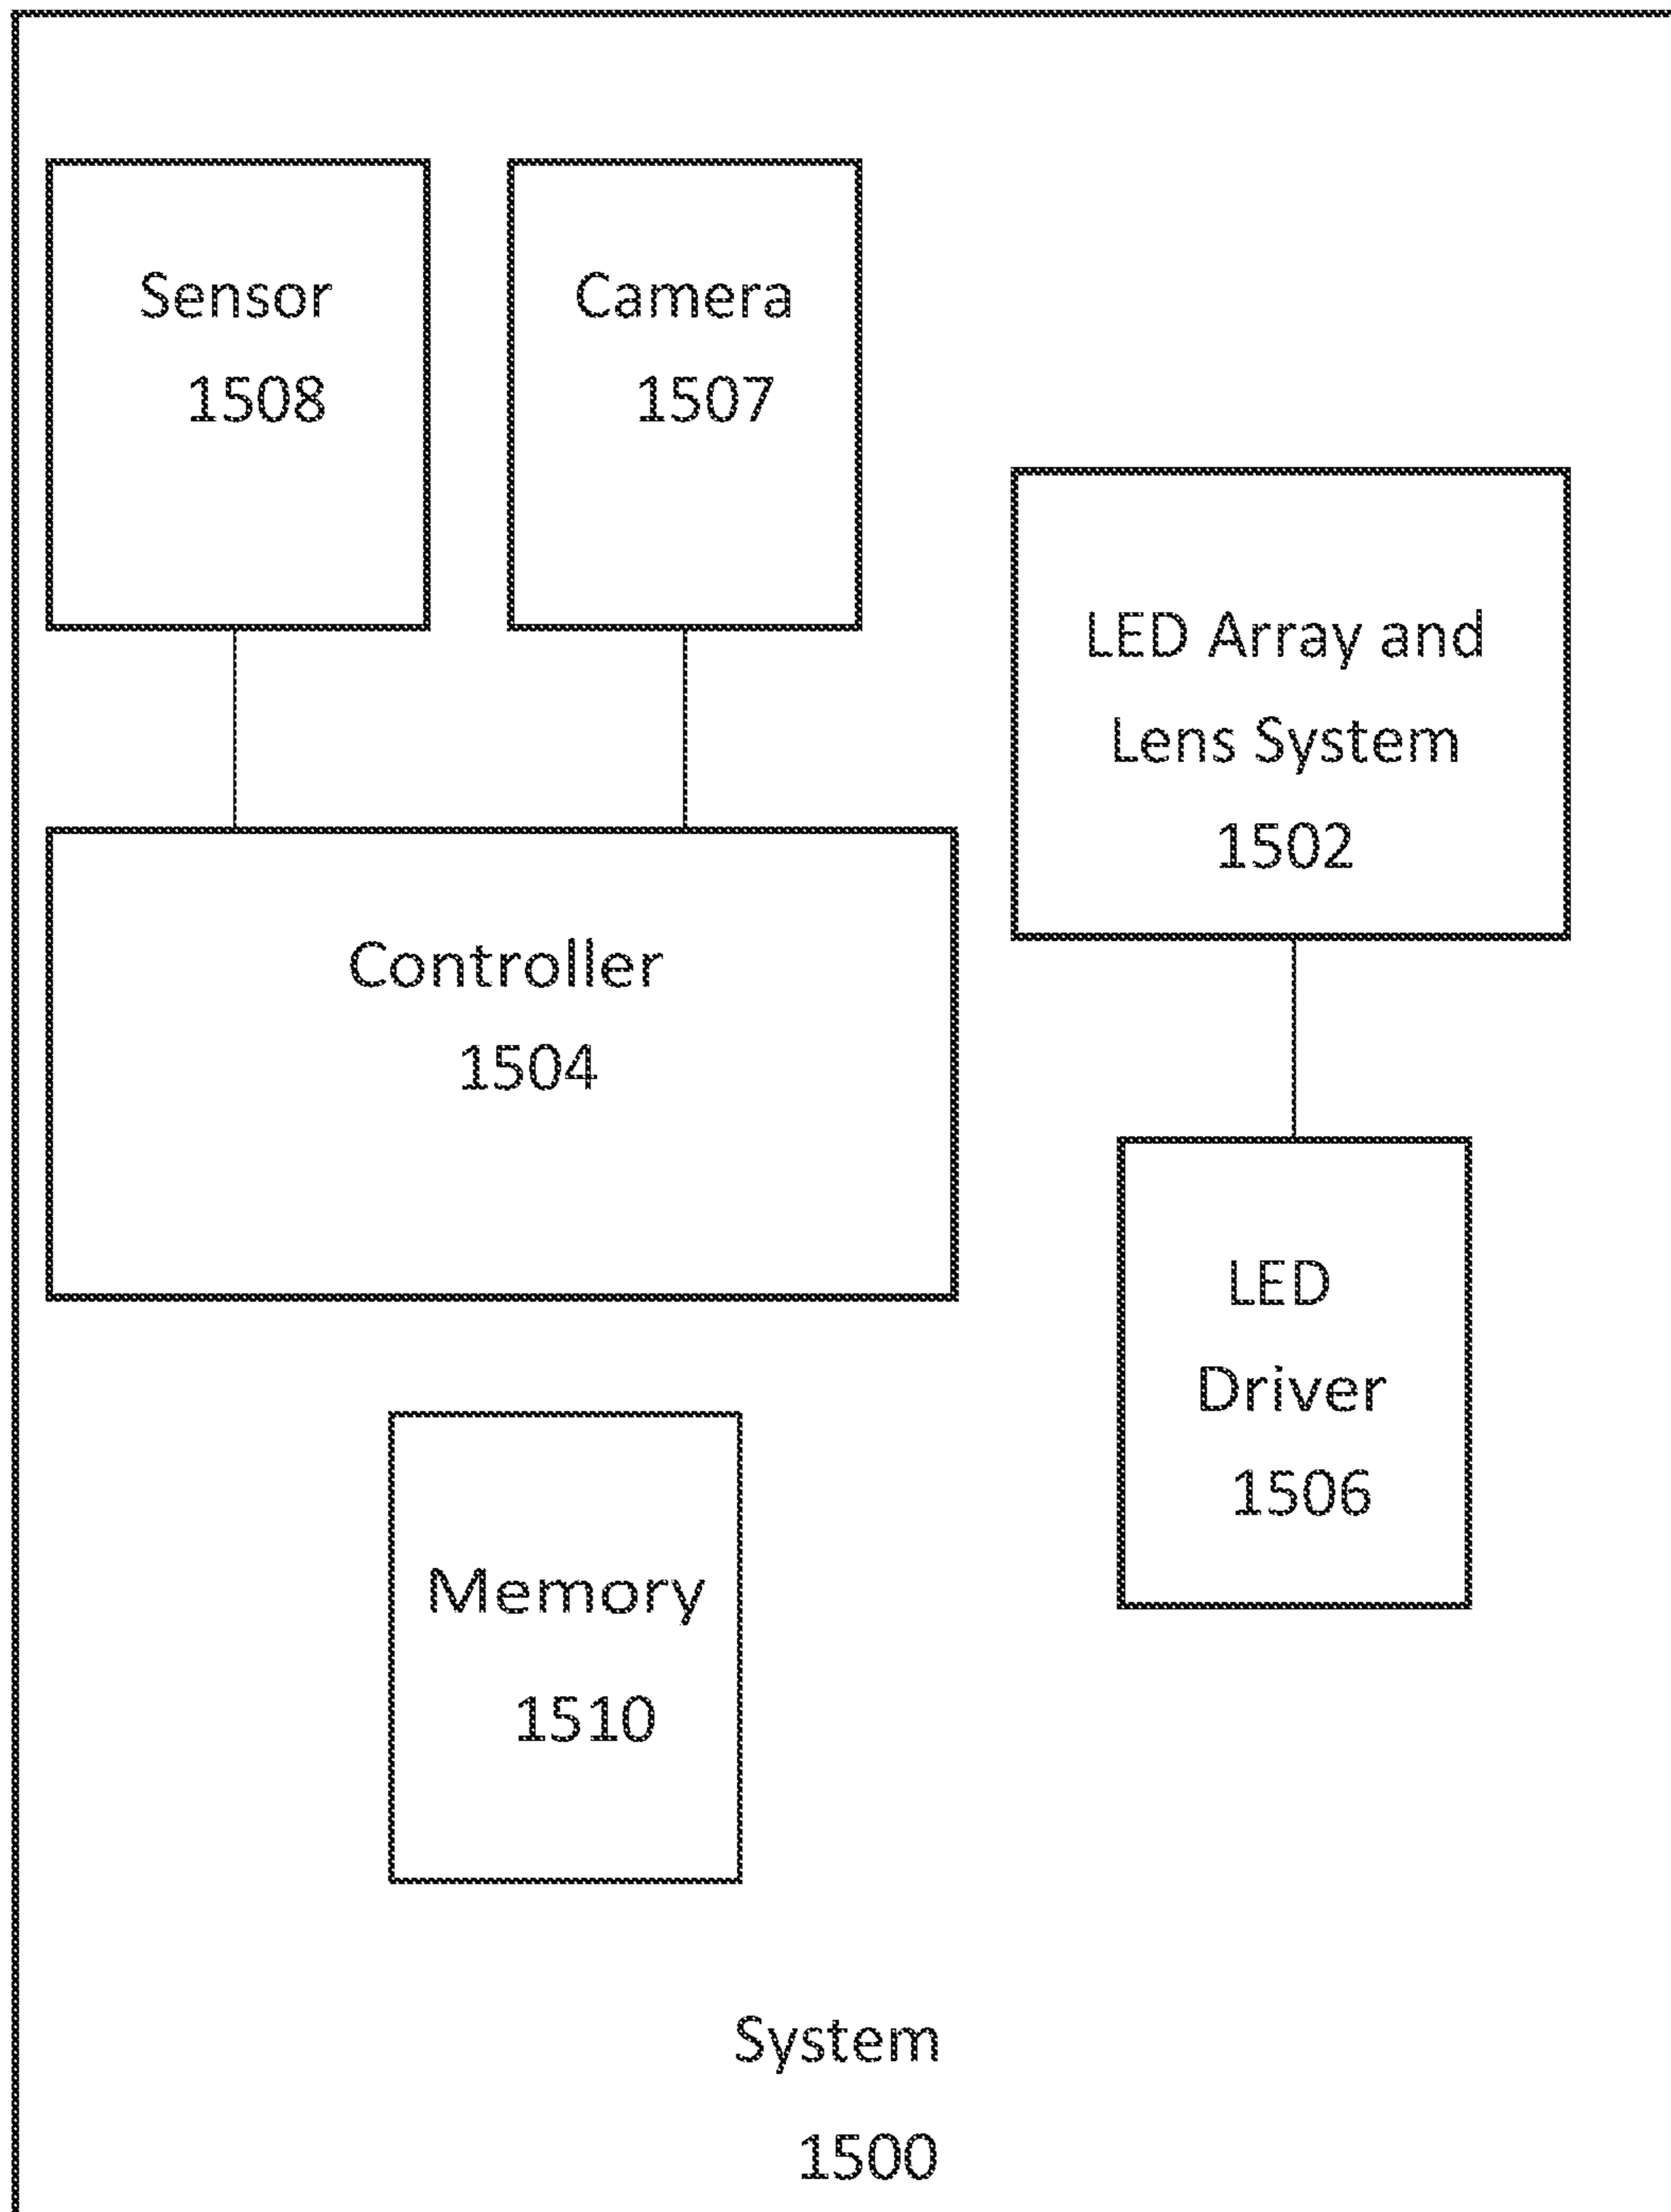 Sensor
1508
Camera
1507
LED Array and
Lens System
1502
Controller
1504
LED
Driver
1506
Memory
1510
System
1500